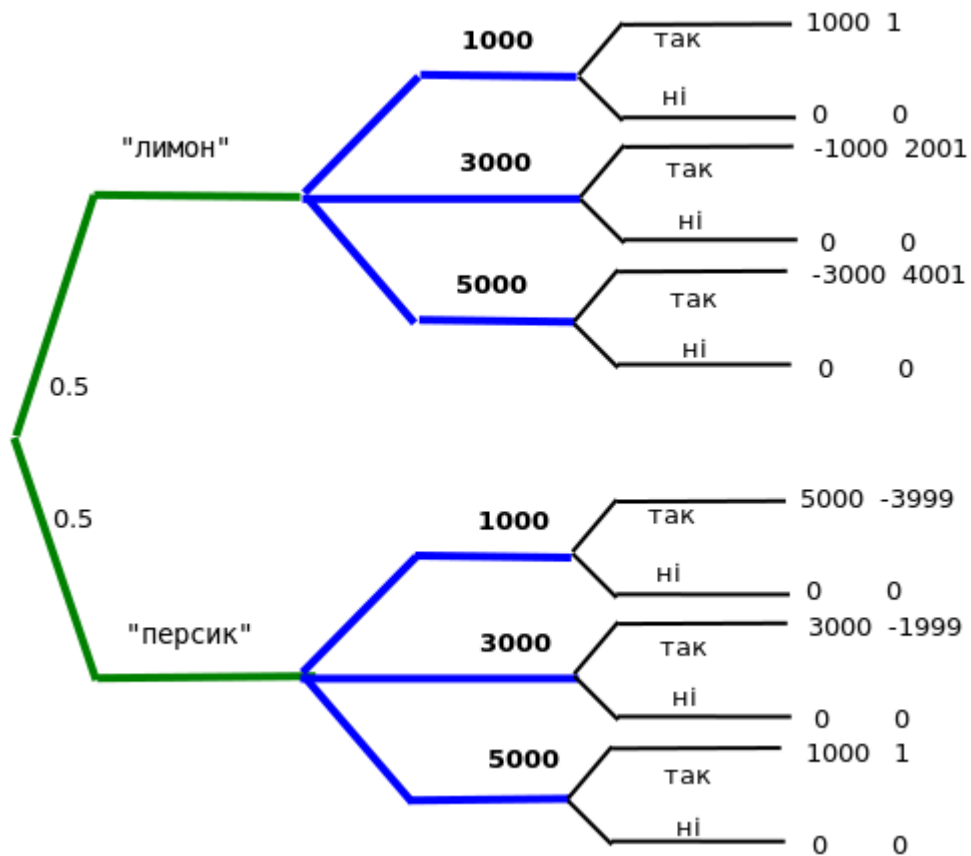 1000
так
1000 1
ні
0 0
"лимон"
3000
так
-1000 2001
ні
0 0
5000
так
-3000 4001
ні
0 0
0.5
0.5
1000
так
5000 -3999
ні
0 0
"персик"
3000
так
3000 -1999
ні
0 0
5000
так
1000 1
ні
0 0